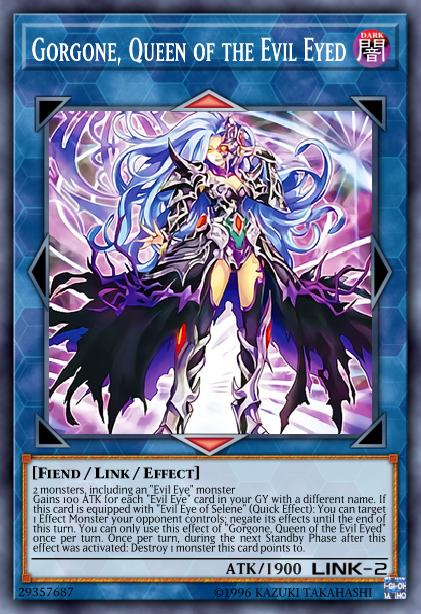 GORGONE, QUEEN OF THE EVIL EYED
DARK
闇
[FIEND / LINK / EFFECT]
2 monsters, including an "Evil Eye" monster
Gains 100 ATK for each "Evil Eye" card in your GY with a different name. If
this card is equipped with "Evil Eye of Selene" (Quick Effect): You can target
1 Effect Monster your opponent controls; negate its effects until the end of
this turn. You can only use this effect of "Gorgone, Queen of the Evil Eyed"
once per turn. Once per turn, during the next Standby Phase after this
effect was activated: Destroy 1 monster this card points to.
ATK/1900 LINK-2
29357687
©1996 KAZUKI TAKAHASHI